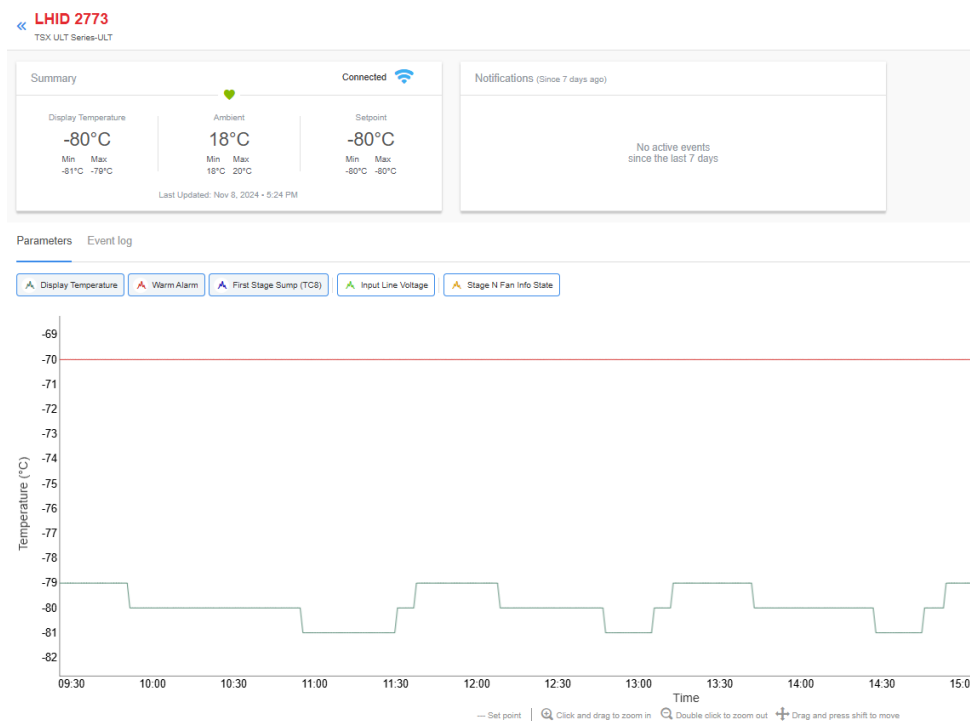 « LHID 2773
TSX ULT Series-ULT
Summary
Connected
Display Temperature
-80°C
Min Max
-81°C -79°C
Ambient
18°C
Min Max
18°C 20°C
Setpoint
-80°C
Min Max
-80°C -80°C
Last Updated: Nov 8, 2024 • 5:24 PM
Notifications (Since 7 days ago)
No active events
since the last 7 days
Parameters Event log
Display Temperature Warm Alarm First Stage Sump (TC8) Input Line Voltage Stage N Fan Info State
Temperature (°C)
-69
-70
-71
-72
-73
-74
-75
-76
-77
-78
-79
-80
-81
-82
09:30 10:00 10:30 11:00 11:30 12:00 12:30 13:00 13:30 14:00 14:30 15:0
Time
— Set point | Click and drag to zoom in Double click to zoom out Drag and press shift to move